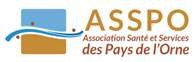 ASSPO
Association Santé et Services
des Pays de l'Orne